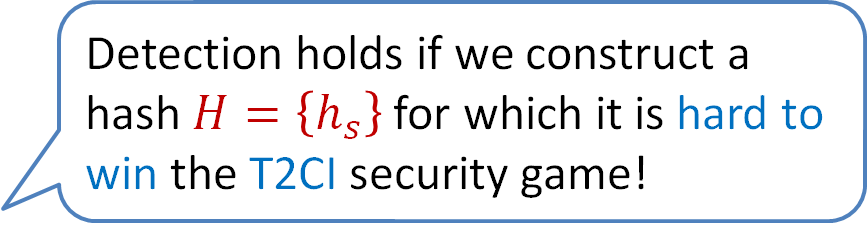 Detection holds if we construct a
hash H = {hₛ} for which it is hard to
win the T2CI security game!